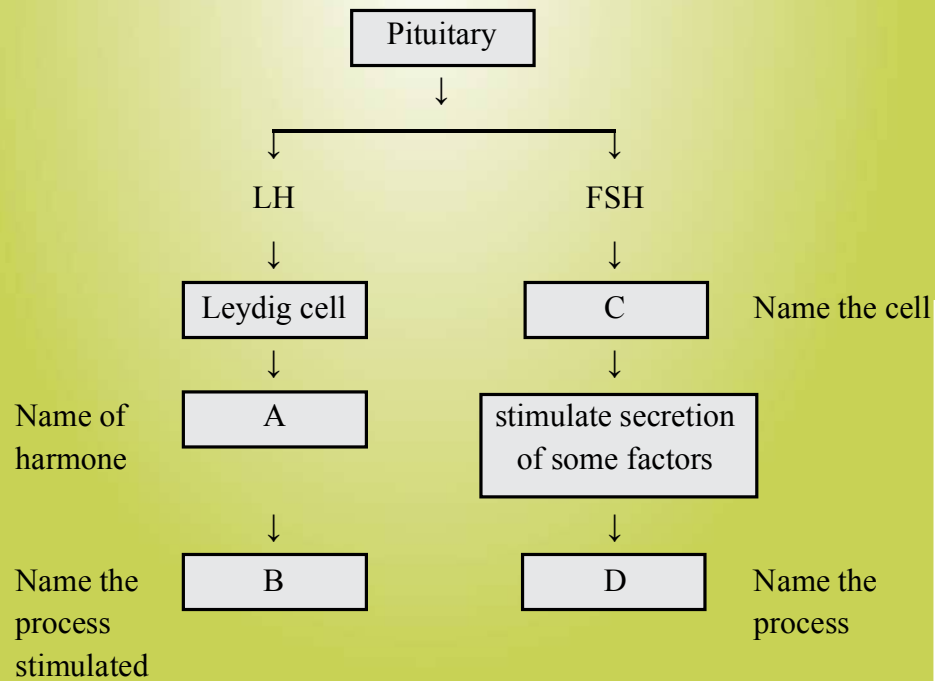 Pituitary
↓
↓ ↓
LH FSH
↓ ↓
Leydig cell C Name the cell
↓ ↓
Name of
harmone
A
stimulate secretion
of some factors
↓ ↓
Name the
process
stimulated
B D
Name the
process